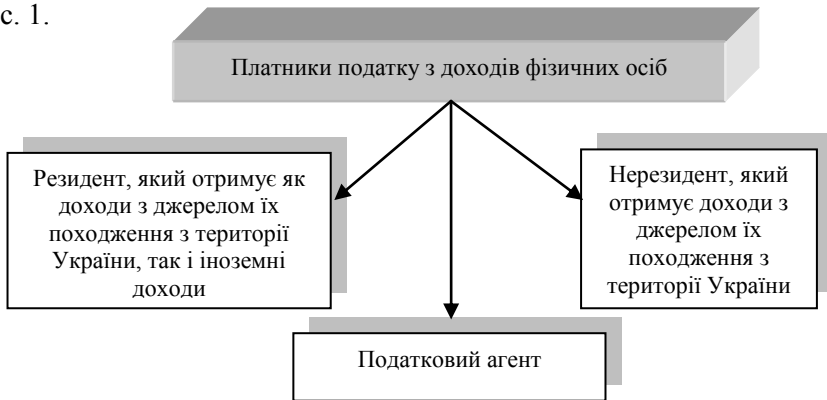 с. 1.
Платники податку з доходів фізичних осіб
Резидент, який отримує як
доходи з джерелом їх
походження з території
України, так і іноземні
доходи
Нерезидент, який
отримує доходи з
джерелом їх
походження з
території України
Податковий агент